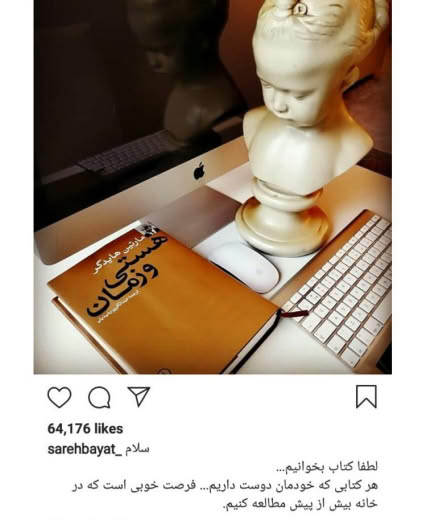 مارتین هایدگر
هستی
و زمان
64,176 likes
sarehbayat_ سلام
لطفا کتاب بخوانیم...
هر کتابی که خودمان دوست داریم... فرصت خوبی است که در
خانه بیش از پیش مطالعه کنیم.